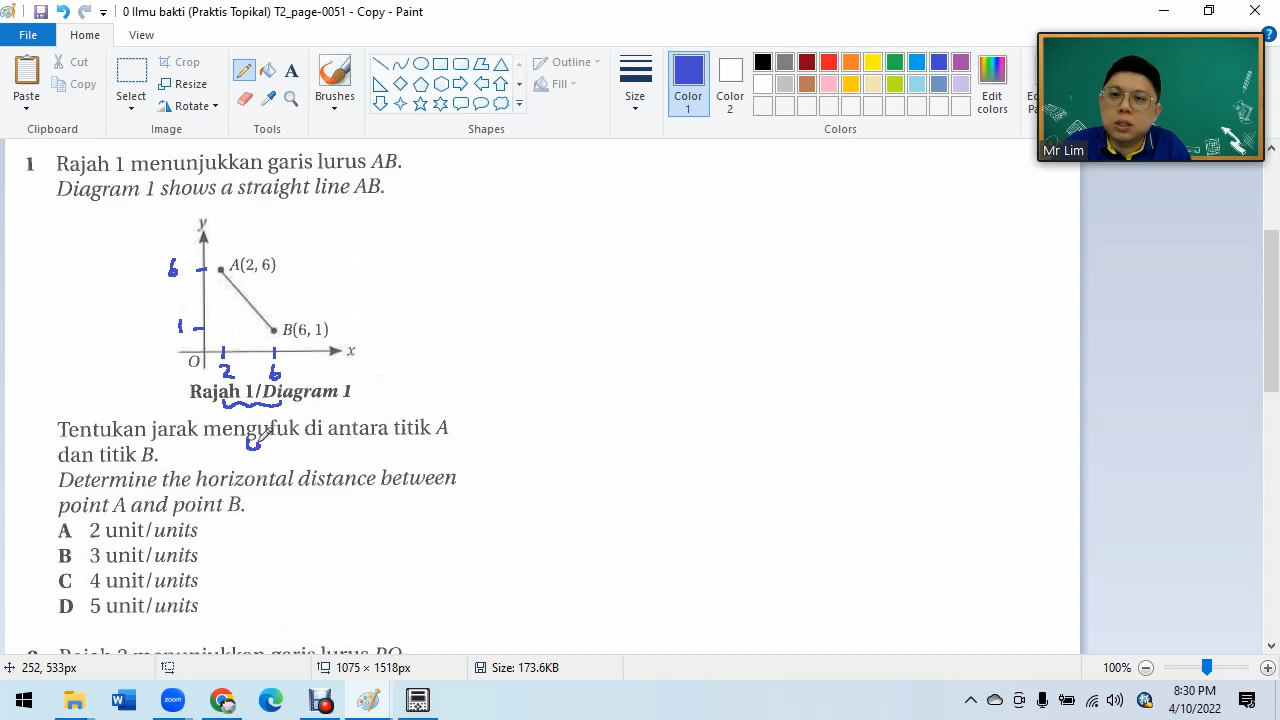 0 Ilmu bakti (Praktis Topikal) T2_page-0051 - Copy - Paint
File Home View
Paste Cut Copy
Clipboard
Select Crop Resize Rotate
Image
A
Tools
Brushes
Outline Fill
Shapes
Size
Color 1
Color 2
Edit colors
Colors
Mr Lim
1 Rajah 1 menunjukkan garis lurus AB.
Diagram 1 shows a straight line AB.
y
6 A(2, 6)
1 B(6, 1)
O x
2 6
Rajah 1/Diagram 1
Tentukan jarak mengufuk di antara titik A
dan titik B.
Determine the horizontal distance between
point A and point B.
A 2 unit/units
B 3 unit/units
C 4 unit/units
D 5 unit/units
252, 533px 1075 × 1518px Size: 173.6KB 100%
zoom
8:30 PM
4/10/2022